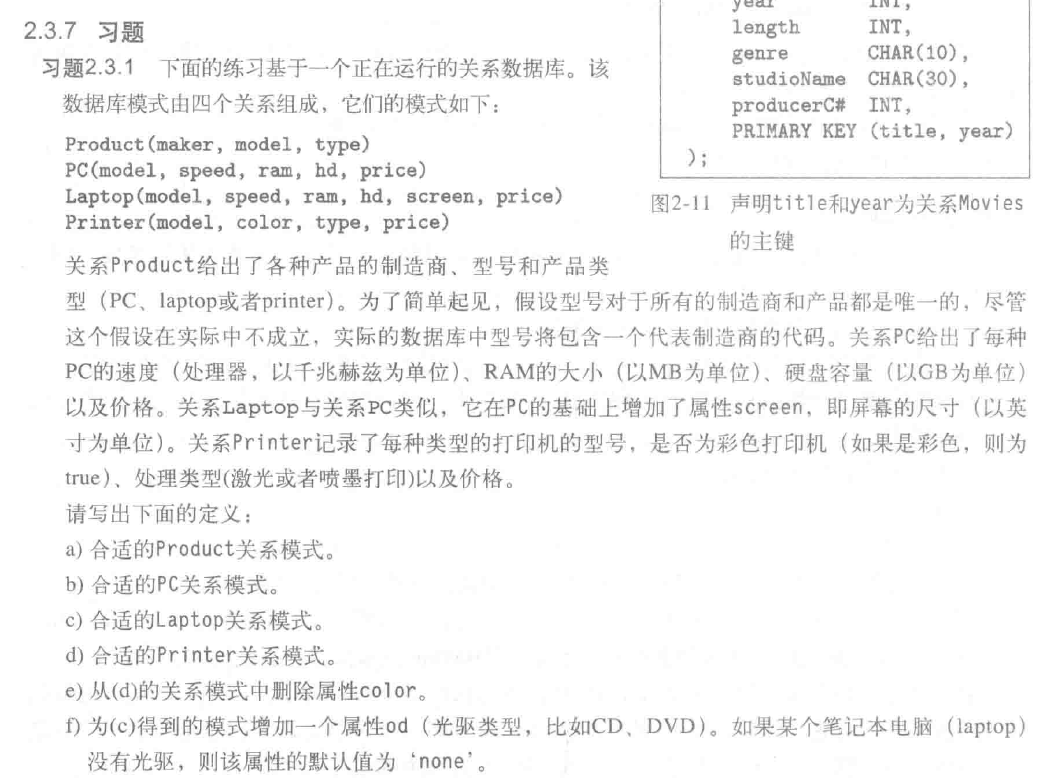 2.3.7 习题
习题2.3.1 下面的练习基于一个正在运行的关系数据库。该
数据库模式由四个关系组成，它们的模式如下：
Product(maker, model, type)
PC(model, speed, ram, hd, price)
Laptop(model, speed, ram, hd, screen, price)
Printer(model, color, type, price)
year INT,
length INT,
genre CHAR(10),
studioName CHAR(30),
producerC# INT,
PRIMARY KEY (title, year)
);
图2-11 声明title和year为关系Movies
的主键
关系Product给出了各种产品的制造商、型号和产品类
型（PC、laptop或者printer）。为了简单起见，假设型号对于所有的制造商和产品都是唯一的，尽管
这个假设在实际中不成立，实际的数据库中型号将包含一个代表制造商的代码。关系PC给出了每种
PC的速度（处理器，以千兆赫兹为单位）、RAM的大小（以MB为单位）、硬盘容量（以GB为单位）
以及价格。关系Laptop与关系PC类似，它在PC的基础上增加了属性screen，即屏幕的尺寸（以英
寸为单位）。关系Printer记录了每种类型的打印机的型号，是否为彩色打印机（如果是彩色，则为
true）、处理类型(激光或者喷墨打印)以及价格。
请写出下面的定义：
a) 合适的Product关系模式。
b) 合适的PC关系模式。
c) 合适的Laptop关系模式。
d) 合适的Printer关系模式。
e) 从(d)的关系模式中删除属性color。
f) 为(c)得到的模式增加一个属性od（光驱类型，比如CD、DVD）。如果某个笔记本电脑（laptop）
没有光驱，则该属性的默认值为‘none’。